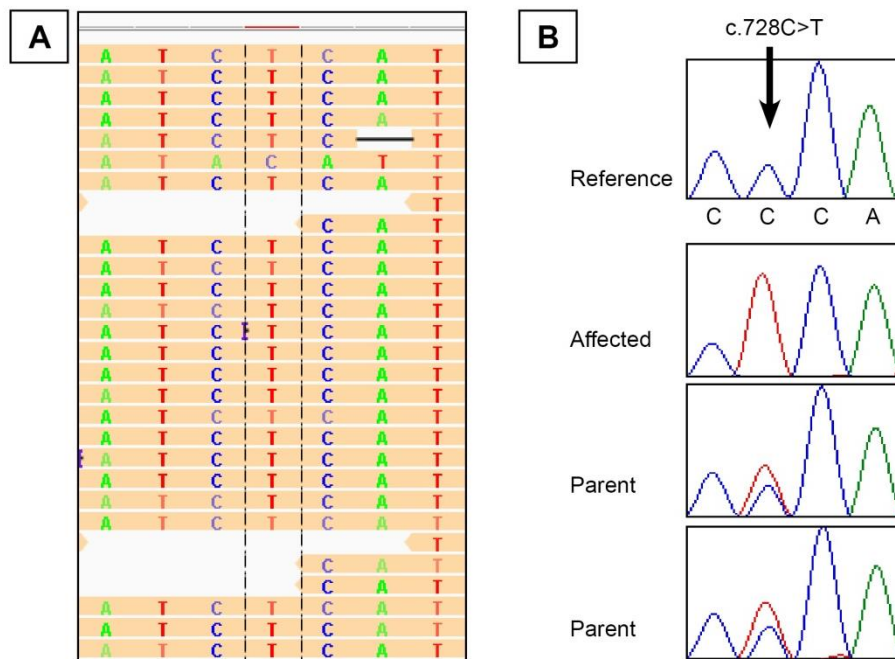 A
A T C T C A T
A T C T C A T
A T C T C A T
A T C T C A T
A T C T C T
A T A C A T T
A T C T C A T
T
C A T
A T C T C A T
A T C T C A T
A T C T C A T
A T C T C A T
A T C T C A T
A T C T C A T
A T C T C A T
A T C T C A T
A T C T C A T
A T C T C A T
A T C T C A T
A T C T C A T
A T C T C A T
A T C T C A T
T
C A T
C A T
A T C T C A T
A T C T C A T
A T C T C A T
B
c.728C>T
Reference
C C C A
Affected
Parent
Parent